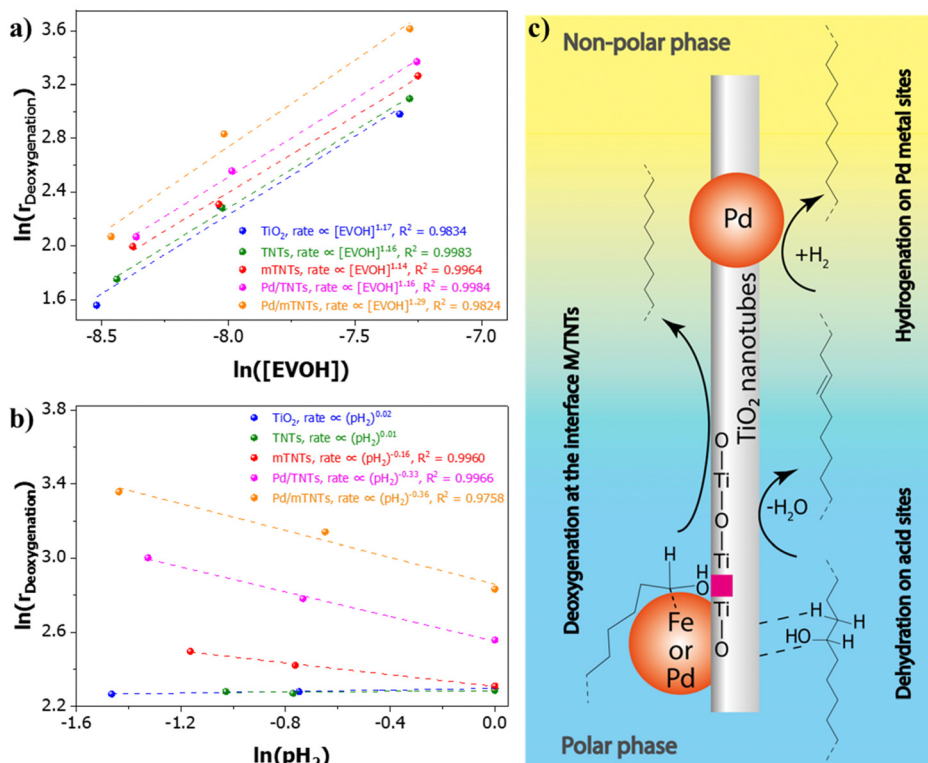 a)
ln(r_Deoxygenation)
3.6
3.2
2.8
2.4
2.0
1.6
TiO₂, rate ∝ [EVOH]^1.17, R² = 0.9834
TNTs, rate ∝ [EVOH]^1.16, R² = 0.9983
mTNTs, rate ∝ [EVOH]^1.14, R² = 0.9964
Pd/TNTs, rate ∝ [EVOH]^1.16, R² = 0.9984
Pd/mTNTs, rate ∝ [EVOH]^1.29, R² = 0.9824
-8.5 -8.0 -7.5 -7.0
ln([EVOH])
b)
ln(r_Deoxygenation)
3.8
3.4
3.0
2.6
2.2
TiO₂, rate ∝ (pH₂)^0.02
TNTs, rate ∝ (pH₂)^0.01
mTNTs, rate ∝ (pH₂)^-0.16, R² = 0.9960
Pd/TNTs, rate ∝ (pH₂)^-0.33, R² = 0.9966
Pd/mTNTs, rate ∝ (pH₂)^-0.36, R² = 0.9758
-1.6 -1.2 -0.8 -0.4 0.0
ln(pH₂)
c)
Non-polar phase
Pd
+H₂
TiO₂ nanotubes
Hydrogenation on Pd metal sites
Deoxygenation at the interface M/TNTs
O
Ti
O
Ti
-H₂O
H
H
O
Ti
O
Fe
or
Pd
H
HO
H
Dehydration on acid sites
Polar phase